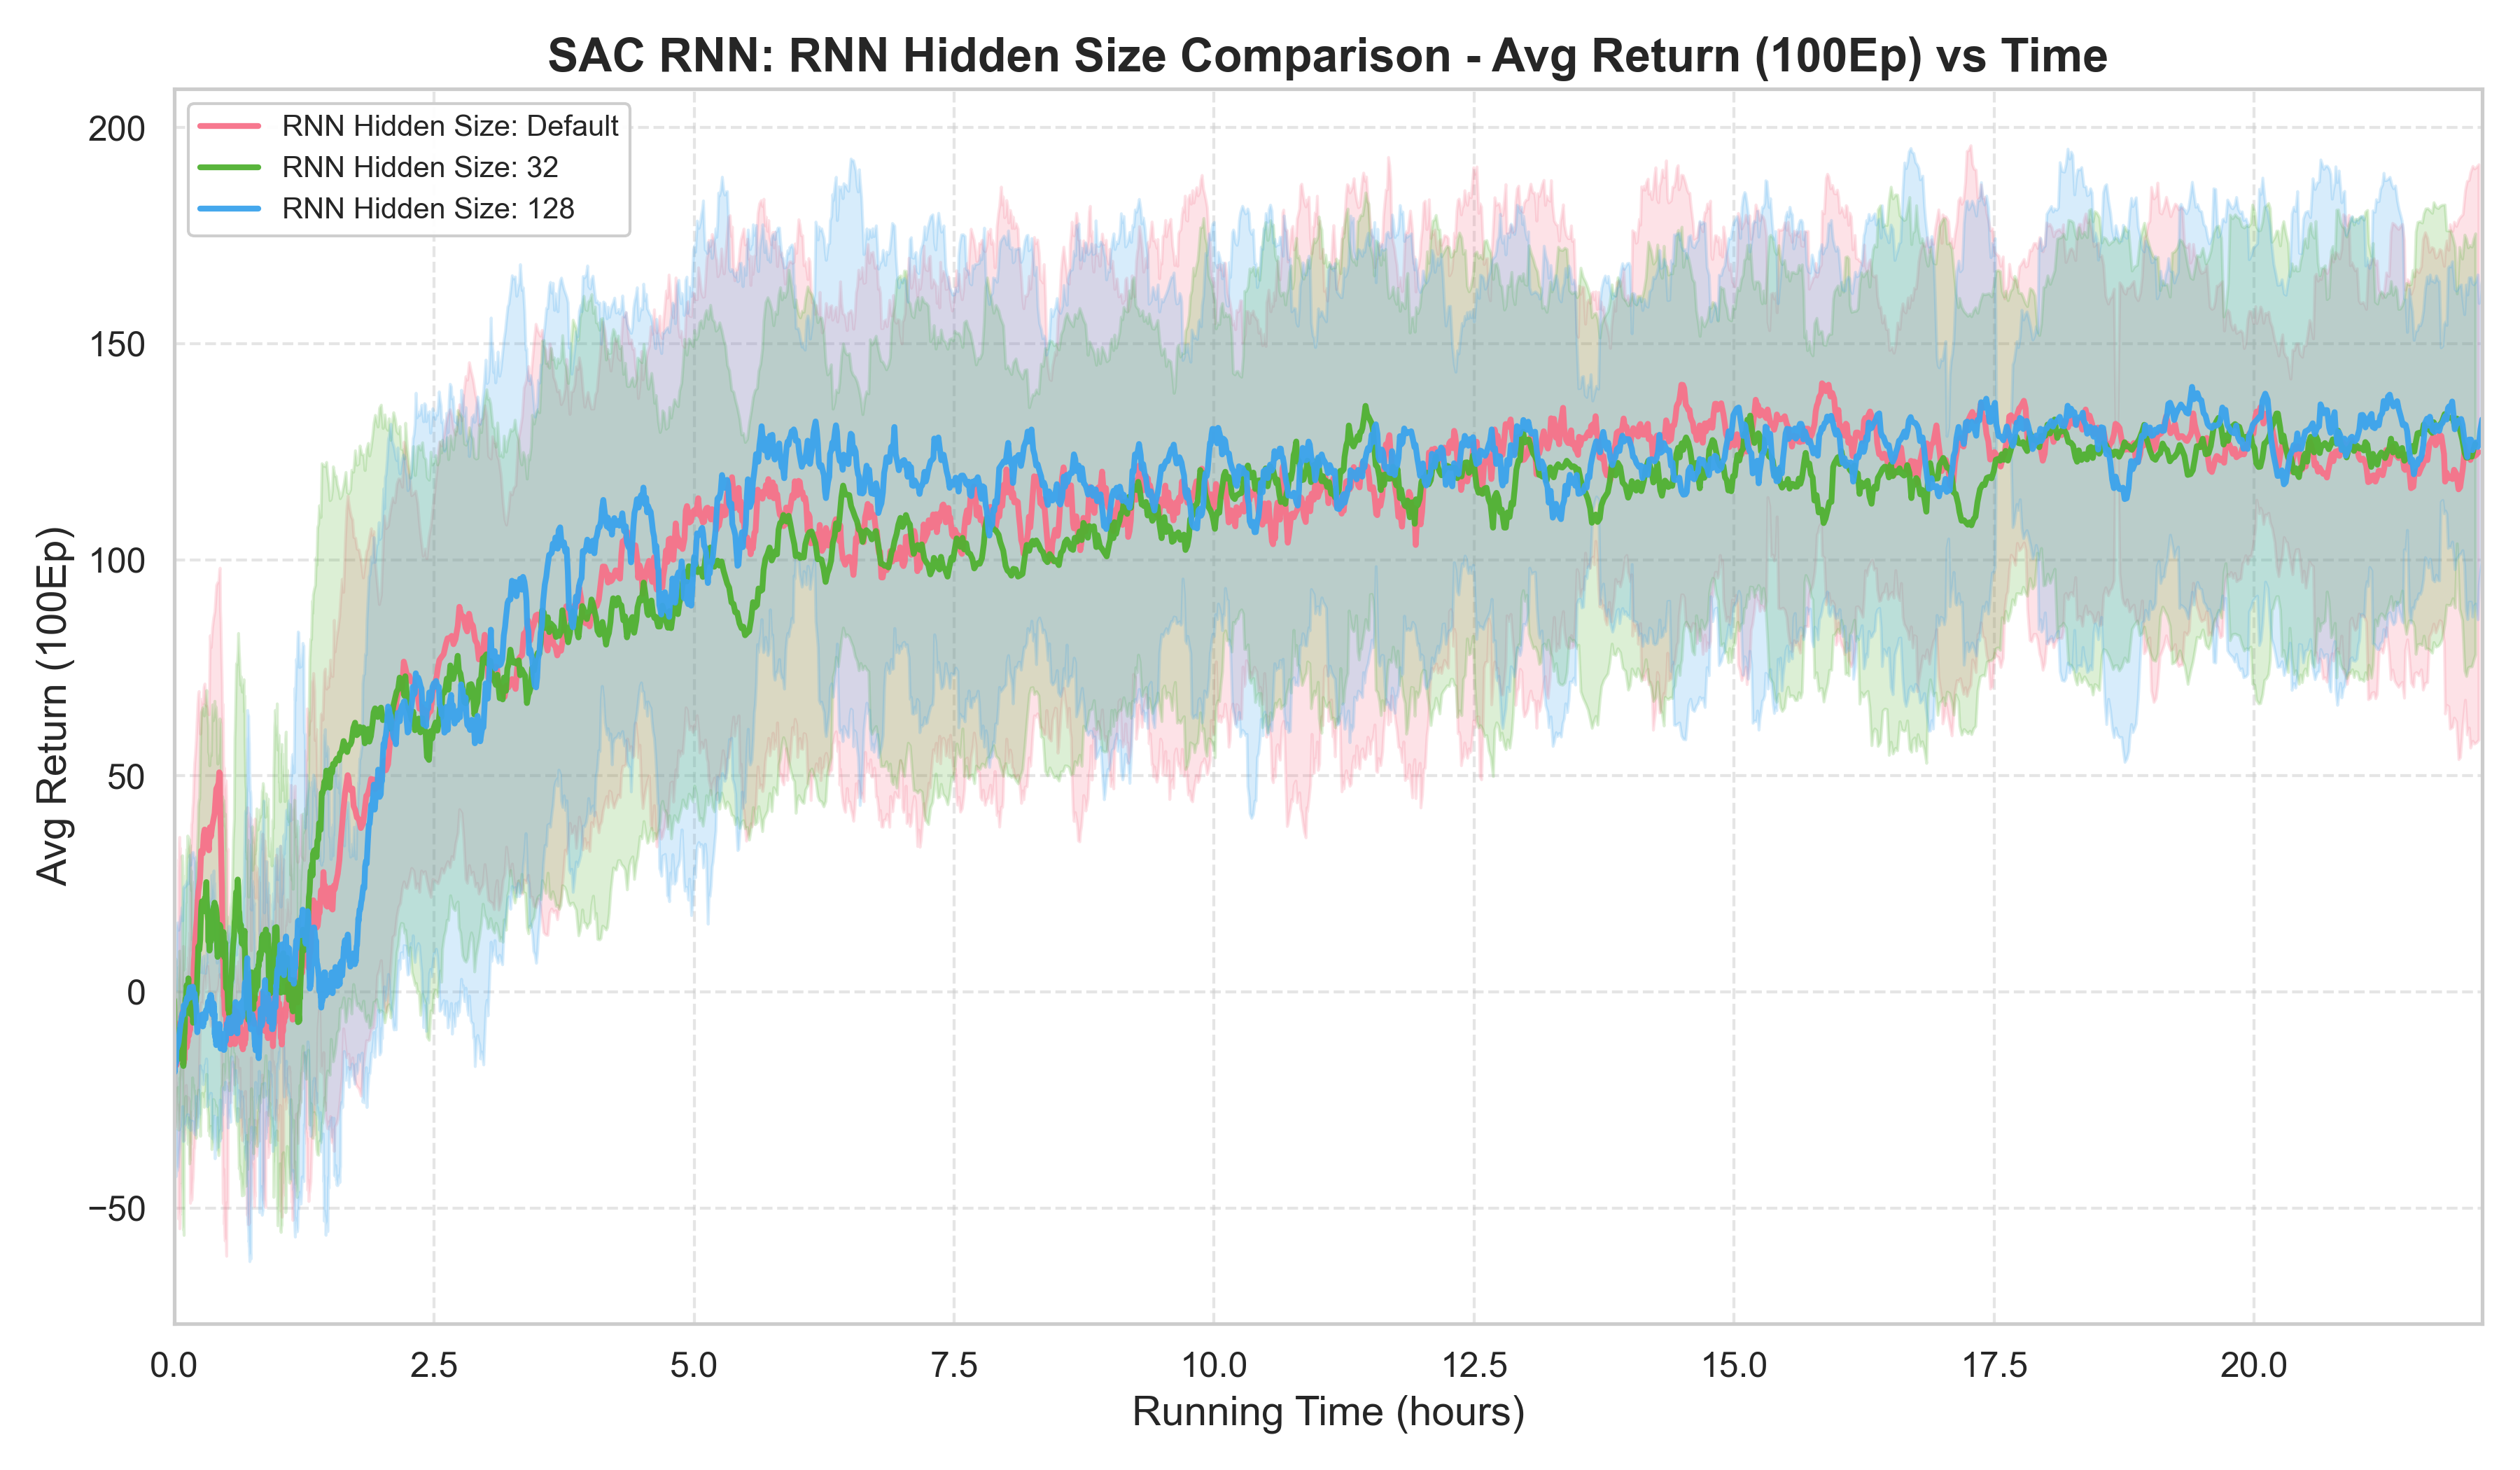 SAC RNN: RNN Hidden Size Comparison - Avg Return (100Ep) vs Time
RNN Hidden Size: Default
RNN Hidden Size: 32
RNN Hidden Size: 128
Avg Return (100Ep)
200
150
100
50
0
−50
0.0 2.5 5.0 7.5 10.0 12.5 15.0 17.5 20.0
Running Time (hours)